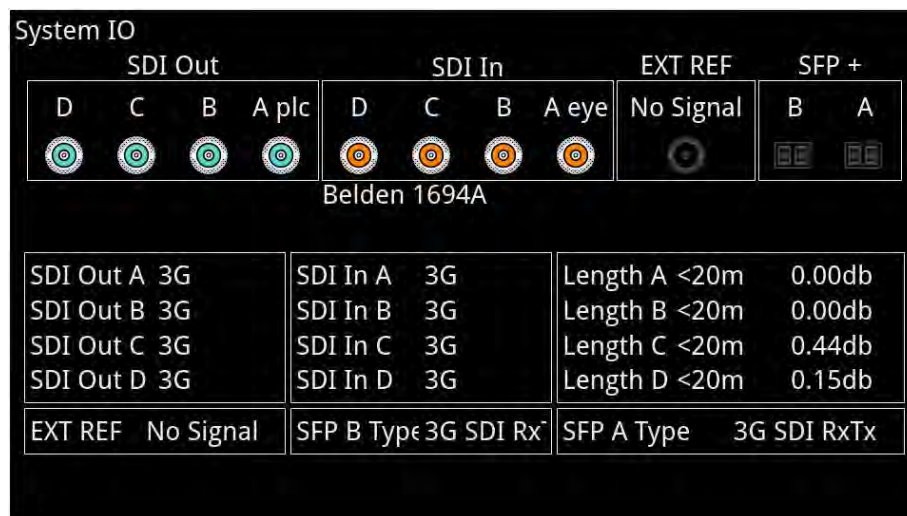 System IO
SDI Out SDI In EXT REF SFP +
D C B A plc D C B A eye No Signal B A
Belden 1694A
SDI Out A 3G SDI In A 3G Length A <20m 0.00db
SDI Out B 3G SDI In B 3G Length B <20m 0.00db
SDI Out C 3G SDI In C 3G Length C <20m 0.44db
SDI Out D 3G SDI In D 3G Length D <20m 0.15db
EXT REF No Signal SFP B Type 3G SDI Rx SFP A Type 3G SDI RxTx